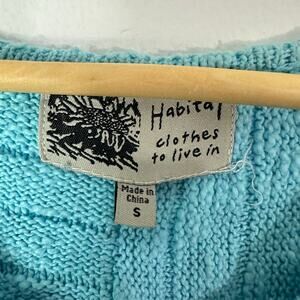 Habitat
clothes
to live in
Made in
China
S